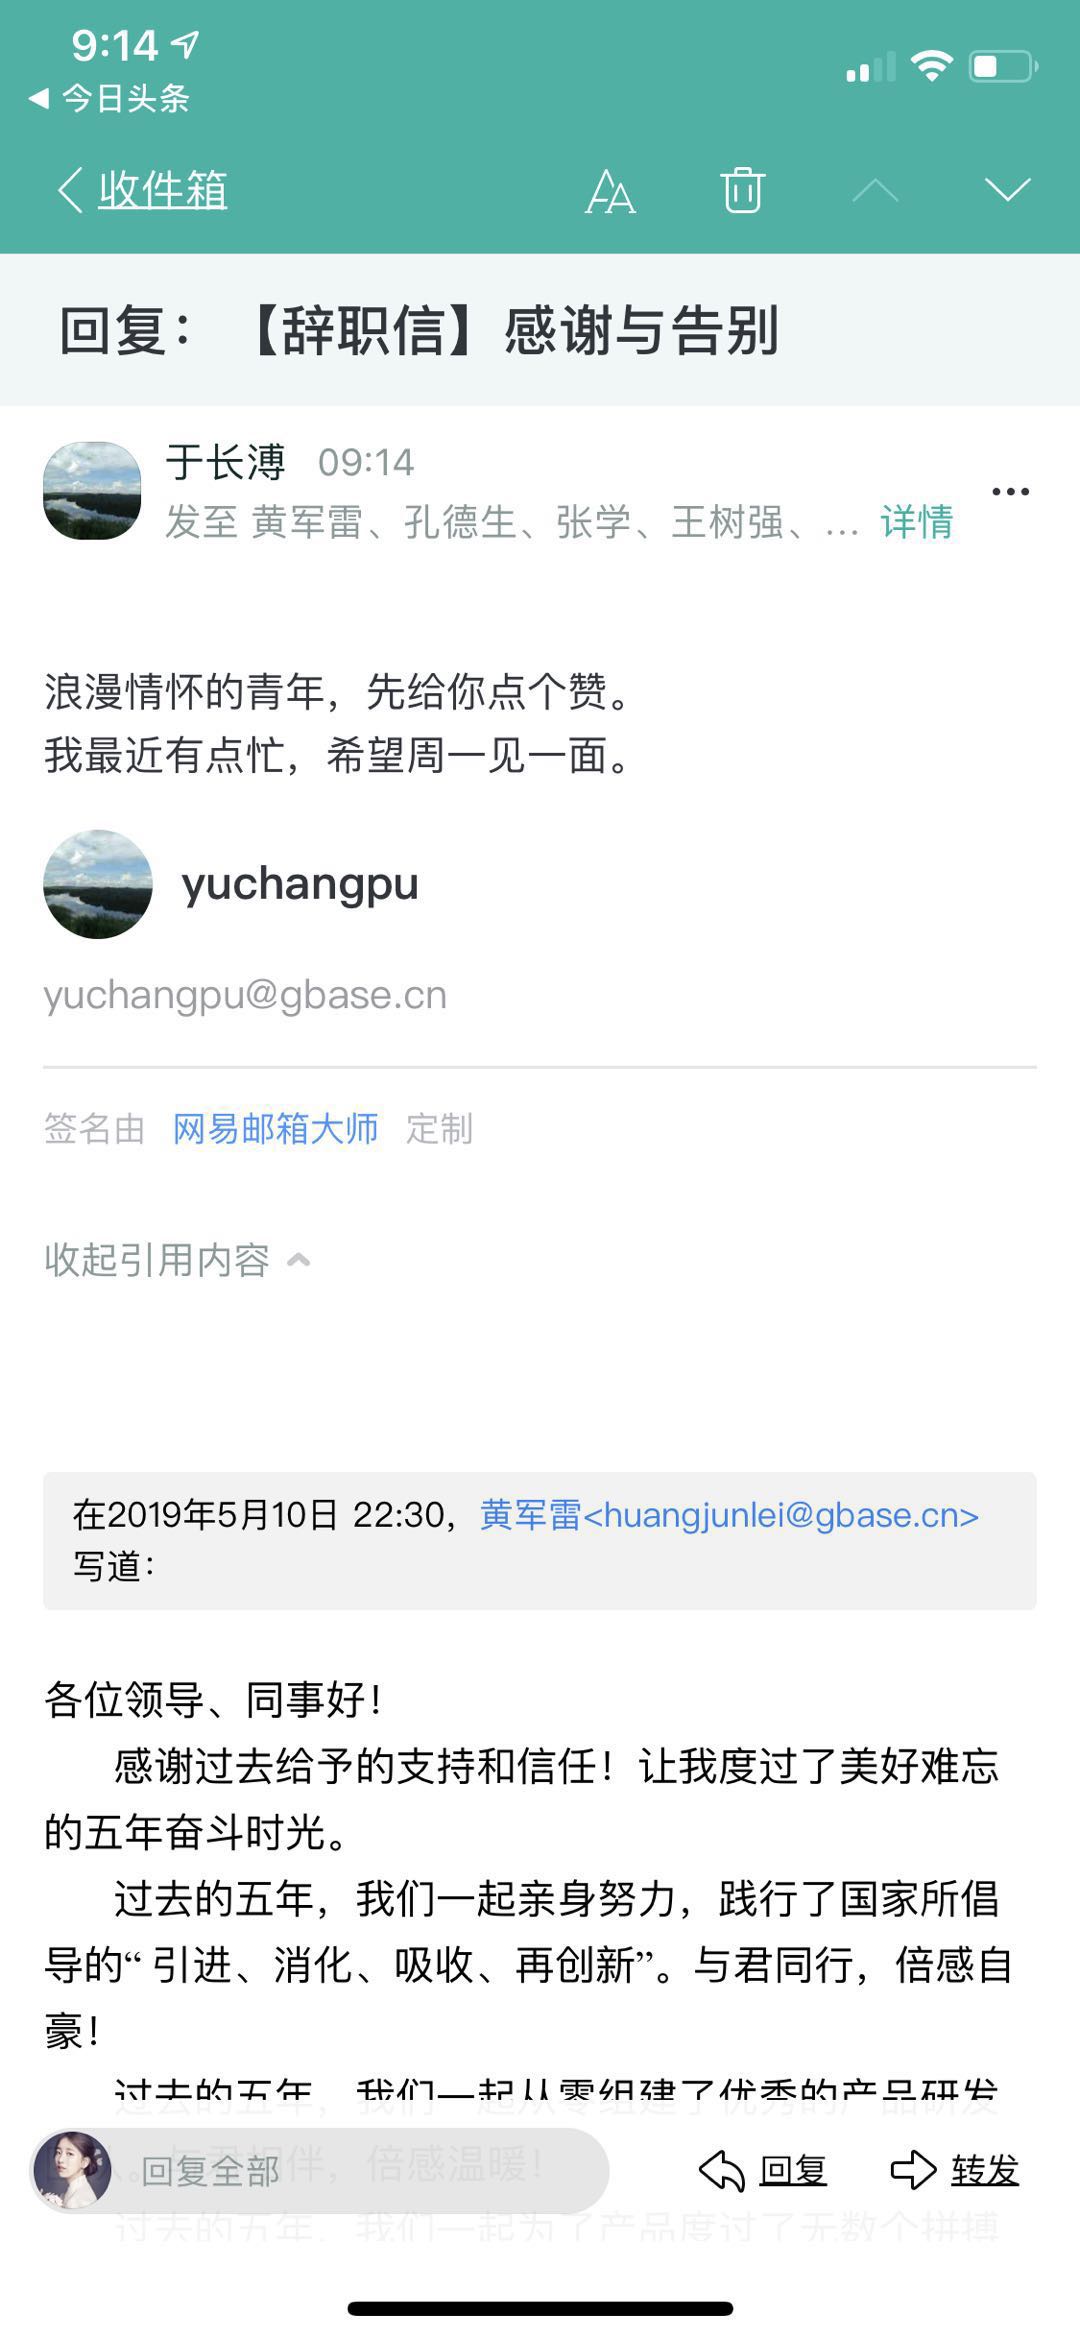 9:14
今日头条
收件箱
回复：【辞职信】感谢与告别
于长溥 09:14
发至 黄军雷、孔德生、张学、王树强、... 详情
浪漫情怀的青年，先给你点个赞。
我最近有点忙，希望周一见一面。
yuchangpu
yuchangpu@gbase.cn
签名由 网易邮箱大师 定制
收起引用内容
在2019年5月10日 22:30，黄军雷<huangjunlei@gbase.cn>
写道：
各位领导、同事好！
感谢过去给予的支持和信任！让我度过了美好难忘
的五年奋斗时光。
过去的五年，我们一起亲身努力，践行了国家所倡
导的“ 引进、消化、吸收、再创新”。与君同行，倍感自
豪！
过去的五年，我们一起从零组建了优秀的产品研发
相伴，倍感温暖！
回复全部 回复 转发
过去的五年，我们一起为了产品度过了无数个拼搏